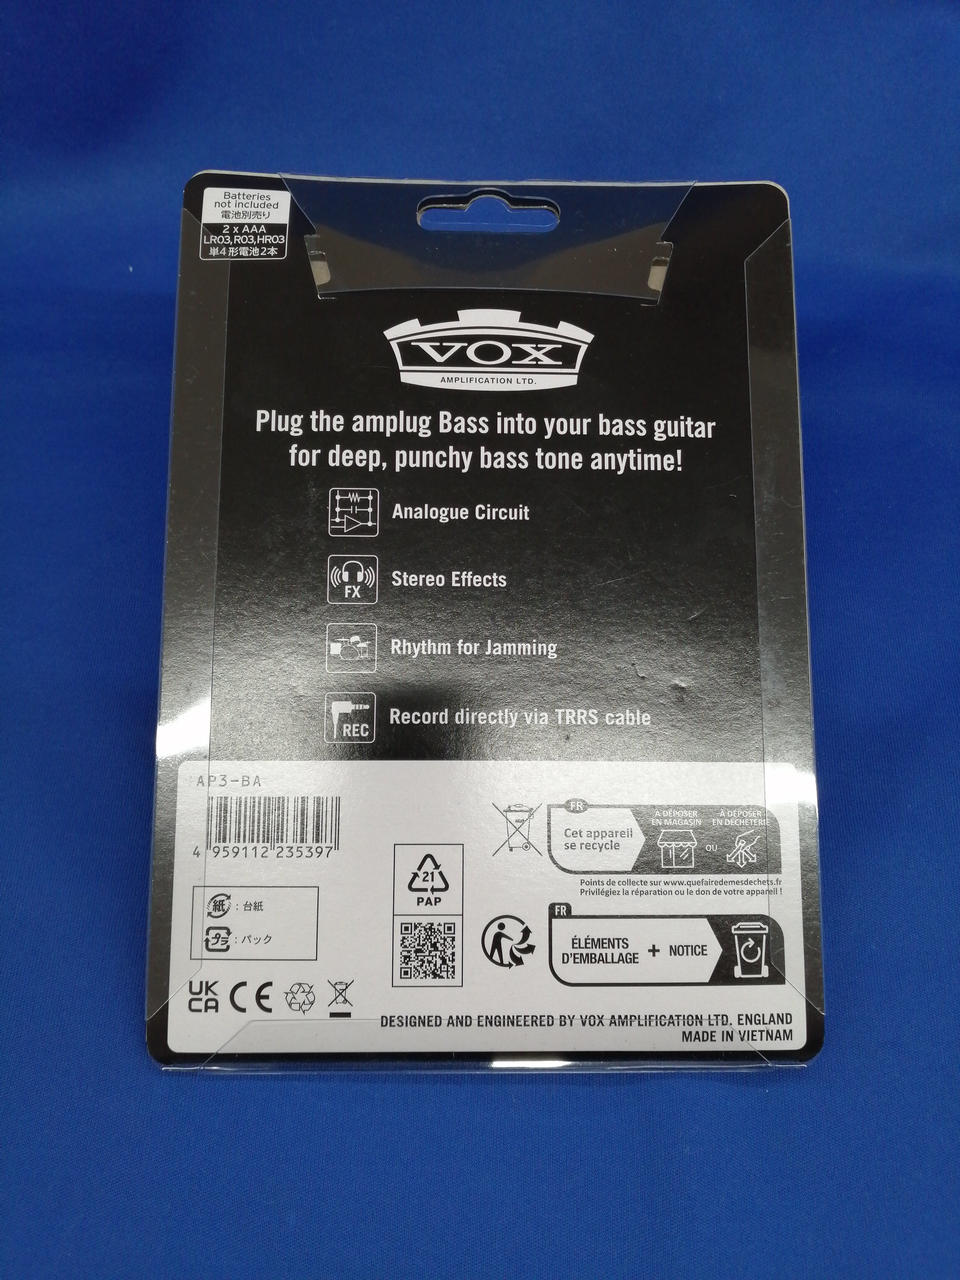 Batteries
not included
電池別売り
2 x AAA
LR03,R03,HR03
単4形電池2本
VOX
AMPLIFICATION LTD.
Plug the amplug Bass into your bass guitar
for deep, punchy bass tone anytime!
Analogue Circuit
FX
Stereo Effects
Rhythm for Jamming
REC
Record directly via TRRS cable
AP3-BA
4 959112 235397
紙 : 台紙
プラ : パック
21
PAP
FR
Cet appareil
se recycle
À DÉPOSER
EN MAGASIN
OU
À DÉPOSER
EN DÉCHÈTERIE
Points de collecte sur www.quefairedemesdechets.fr
Privilégiez la réparation ou le don de votre appareil !
FR
ÉLÉMENTS
D'EMBALLAGE
+
NOTICE
UK
CA
CE
DESIGNED AND ENGINEERED BY VOX AMPLIFICATION LTD. ENGLAND
MADE IN VIETNAM